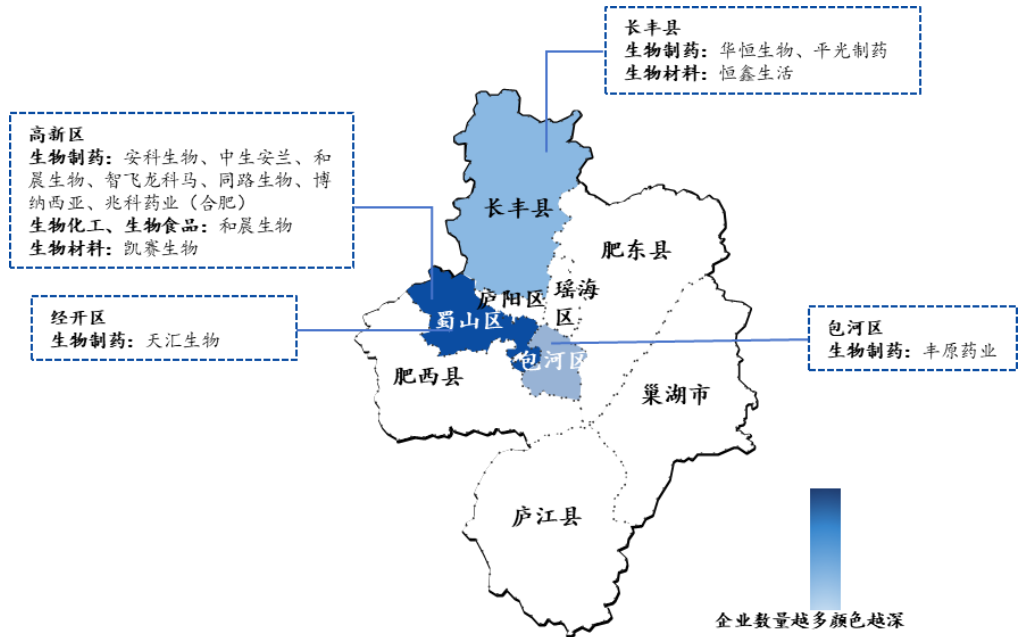 长丰县
生物制药：华恒生物、平光制药
生物材料：恒鑫生活
高新区
生物制药：安科生物、中生安兰、和
晨生物、智飞龙科马、同路生物、博
纳西亚、兆科药业（合肥）
生物化工、生物食品：和晨生物
生物材料：凯赛生物
经开区
生物制药：天汇生物
包河区
生物制药：丰原药业
长丰县
肥东县
庐阳区
瑶海
区
蜀山区
包河区
肥西县
巢湖市
庐江县
企业数量越多颜色越深